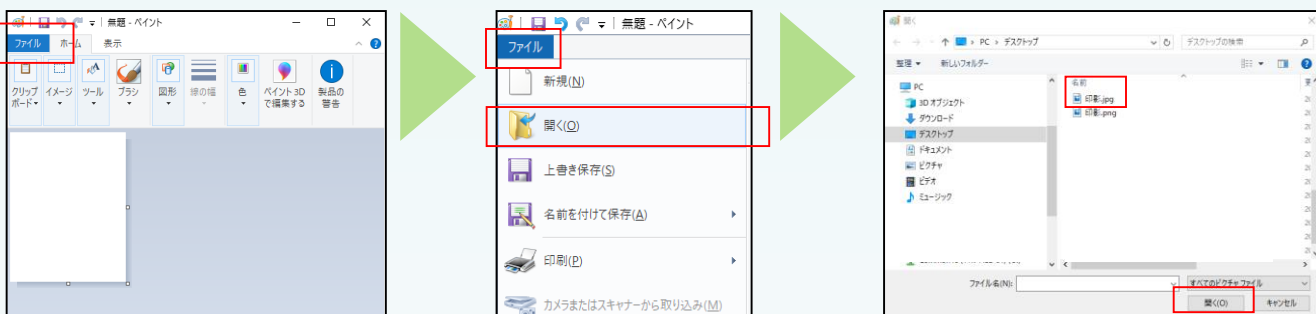 無題 - ペイント
ファイル ホーム 表示
クリップボード イメージ ツール ブラシ 図形 線の幅 色 ペイント 3D で編集する 製品の警告
無題 - ペイント
ファイル
新規(N)
開く(O)
上書き保存(S)
名前を付けて保存(A)
印刷(P)
カメラまたはスキャナーから取り込み(M)
開く
PC › デスクトップ
デスクトップの検索
整理 新しいフォルダー
PC
3D オブジェクト
ダウンロード
デスクトップ
ドキュメント
ピクチャ
ビデオ
ミュージック
名前
印影.jpg
印影.png
ファイル名(N):
すべてのピクチャ ファイル
開く(O) キャンセル